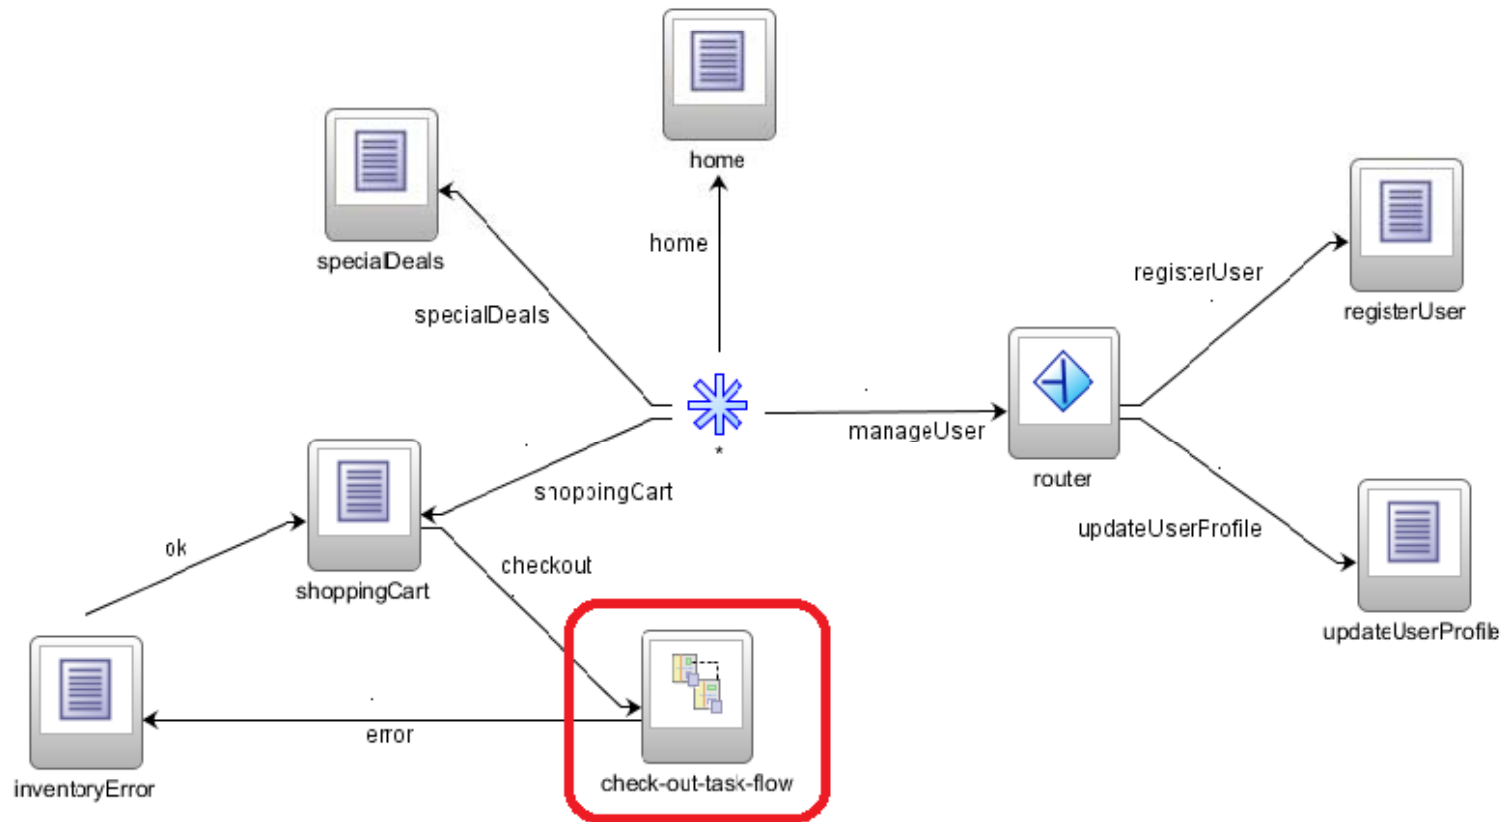 home
home
specialDeals
specialDeals
registerUser
registerUser
*
manageUser
router
shoppingCart
shoppingCart
updateUserProfile
updateUserProfile
ok
checkout
error
check-out-task-flow
inventoryError